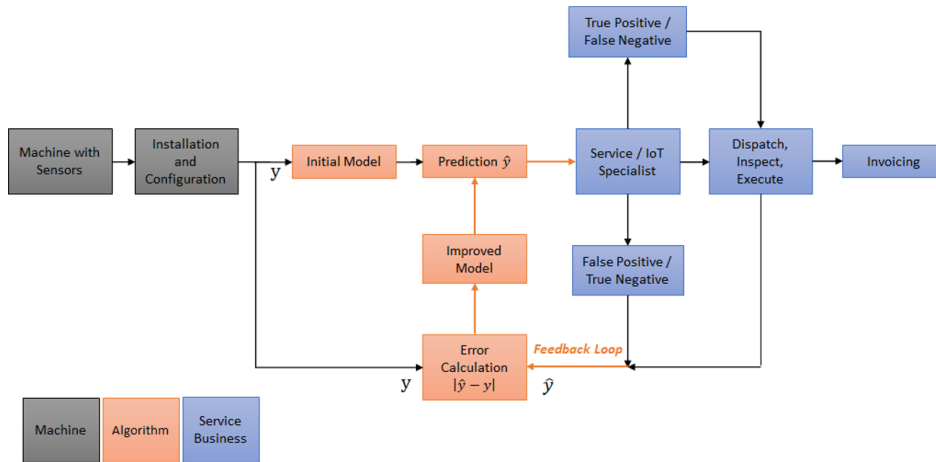 True Positive /
False Negative
Machine with
Sensors
Installation
and
Configuration
y
Initial Model
Prediction ŷ
Service / IoT
Specialist
Dispatch,
Inspect,
Execute
Invoicing
Improved
Model
False Positive /
True Negative
Error
Calculation
|ŷ − y|
y
Feedback Loop
ŷ
Machine
Algorithm
Service
Business